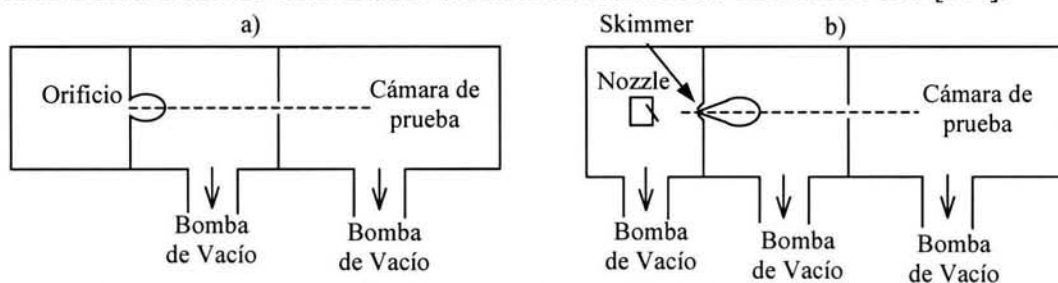 a)
Orificio
Cámara de
prueba
Bomba
de Vacío
Bomba
de Vacío
b)
Skimmer
Nozzle
Cámara de
prueba
Bomba
de Vacío
Bomba
de Vacío
Bomba
de Vacío